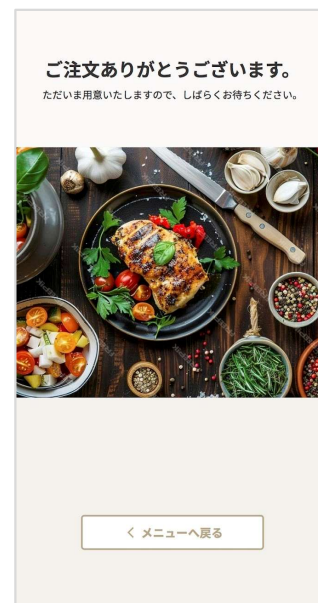 ご注文ありがとうございます。
ただいま用意いたしますので、しばらくお待ちください。
メニューへ戻る